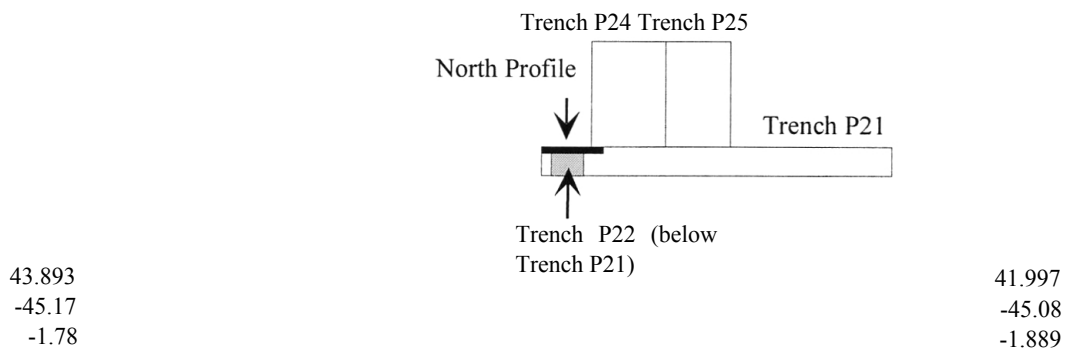 Trench P24 Trench P25
North Profile
Trench P21
Trench P22 (below
Trench P21)
43.893
-45.17
-1.78
41.997
-45.08
-1.889